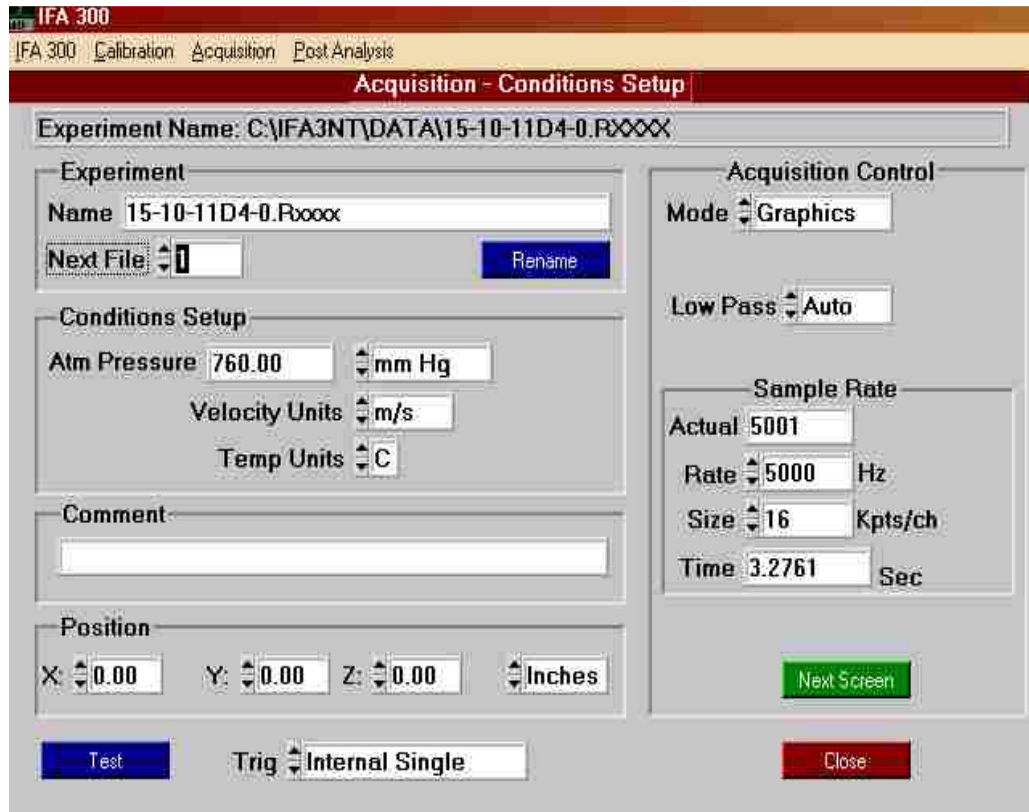 IFA 300
IFA 300 Calibration Acquisition Post Analysis
Acquisition - Conditions Setup
Experiment Name: C:\IFA3NT\DATA\15-10-11D4-0.RXXXX
Experiment
Name 15-10-11D4-0.Rxxxx
Next File 1
Rename
Conditions Setup
Atm Pressure 760.00 mm Hg
Velocity Units m/s
Temp Units C
Comment
Position
X: 0.00 Y: 0.00 Z: 0.00 Inches
Test
Trig Internal Single
Acquisition Control
Mode Graphics
Low Pass Auto
Sample Rate
Actual 5001
Rate 5000 Hz
Size 16 Kpts/ch
Time 3.2761 Sec
Next Screen
Close